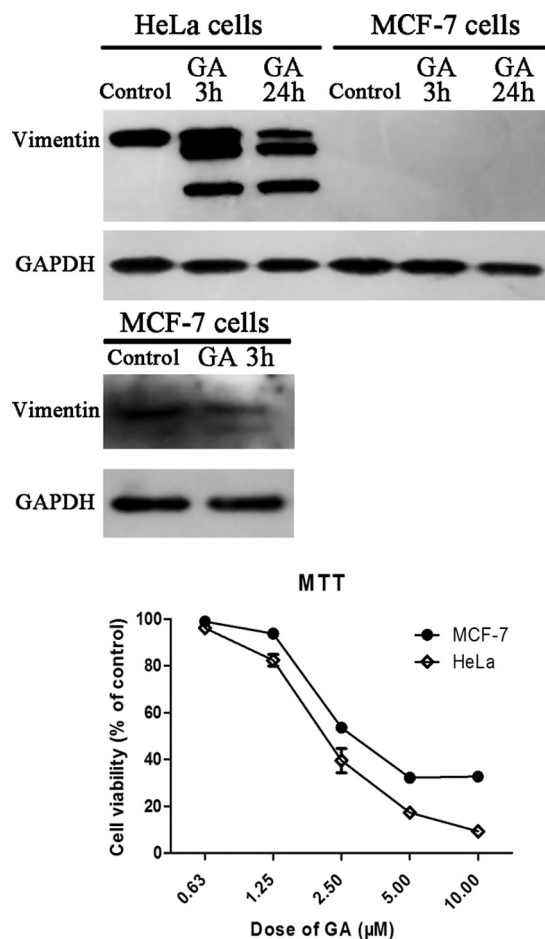 HeLa cells MCF-7 cells
Control GA 3h GA 24h Control GA 3h GA 24h
Vimentin
GAPDH
MCF-7 cells
Control GA 3h
Vimentin
GAPDH
MTT
100
80
60
40
20
0
Cell viability (% of control)
MCF-7
HeLa
0.63 1.25 2.50 5.00 10.00
Dose of GA (µM)